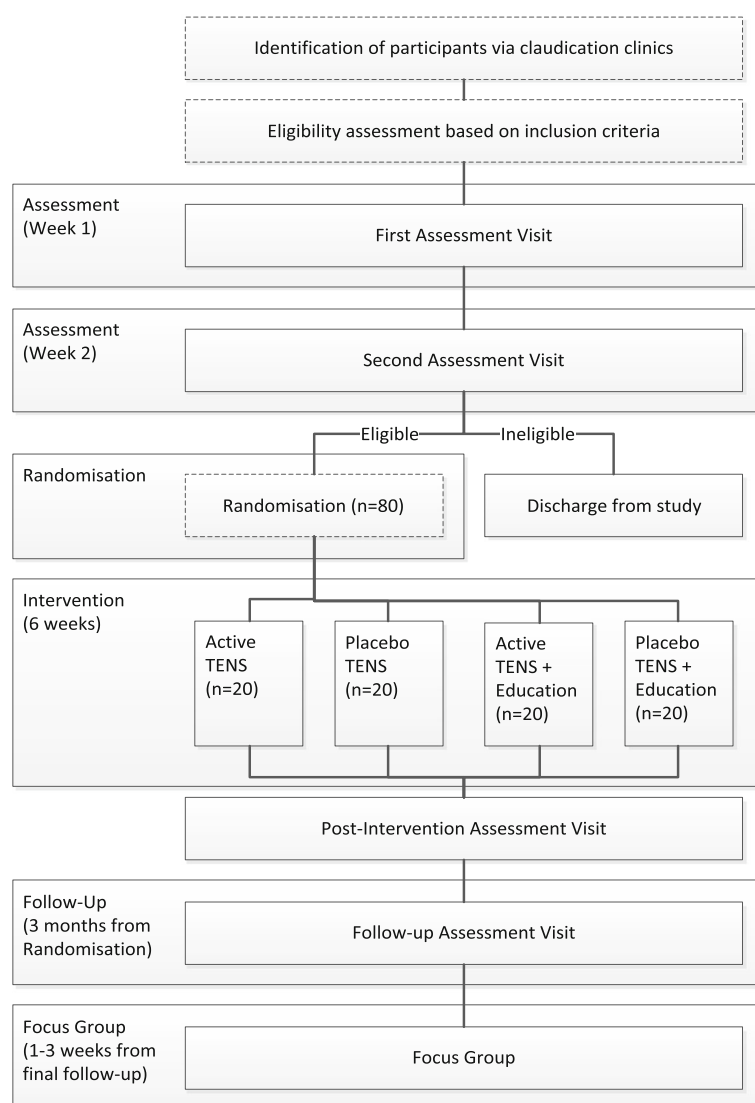 Identification of participants via claudication clinics
Eligibility assessment based on inclusion criteria
Assessment
(Week 1)
First Assessment Visit
Assessment
(Week 2)
Second Assessment Visit
Eligible
Ineligible
Randomisation
Randomisation (n=80)
Discharge from study
Intervention
(6 weeks)
Active
TENS
(n=20)
Placebo
TENS
(n=20)
Active
TENS +
Education
(n=20)
Placebo
TENS +
Education
(n=20)
Post-Intervention Assessment Visit
Follow-Up
(3 months from
Randomisation)
Follow-up Assessment Visit
Focus Group
(1-3 weeks from
final follow-up)
Focus Group